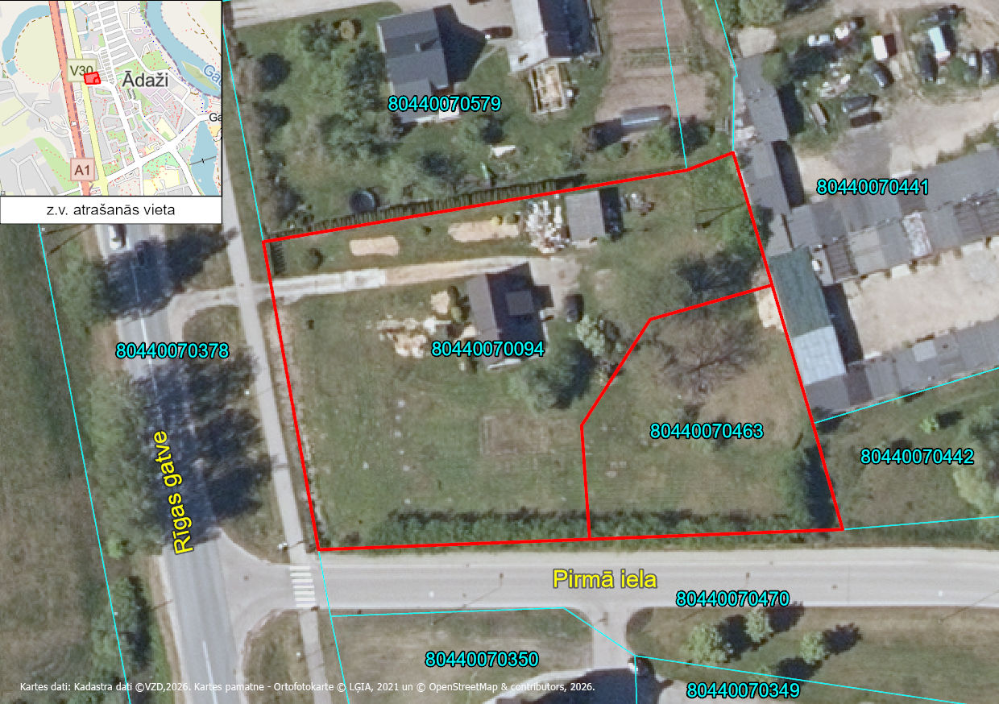 V30
Ādaži
Ga
Ga
A1
z.v. atrašanās vieta
80440070579
80440070441
80440070378
80440070094
80440070463
80440070442
Rīgas gatve
Pirmā iela
80440070470
80440070350
80440070349
Kartes dati: Kadastra dati ©VZD,2026. Kartes pamatne - Ortofotokarte © LĢIA, 2021 un © OpenStreetMap & contributors, 2026.